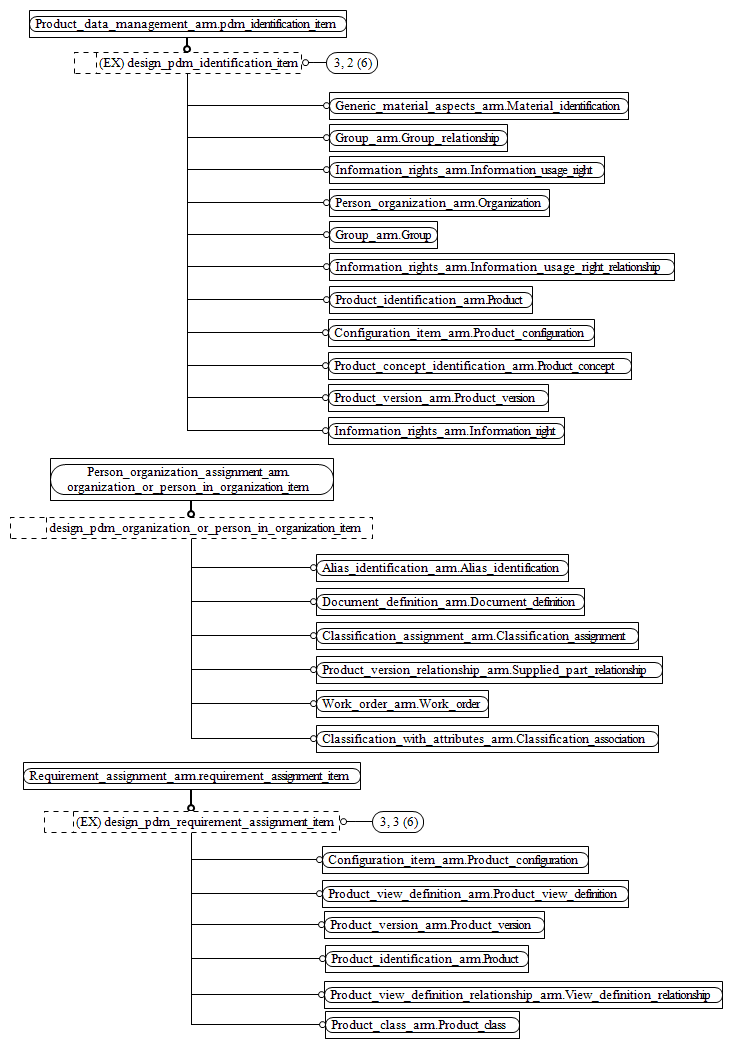 Product_data_management_arm.pdm_identification_item
(EX) design_pdm_identification_item
3, 2 (6)
Generic_material_aspects_arm.Material_identification
Group_arm.Group_relationship
Information_rights_arm.Information_usage_right
Person_organization_arm.Organization
Group_arm.Group
Information_rights_arm.Information_usage_right_relationship
Product_identification_arm.Product
Configuration_item_arm.Product_configuration
Product_concept_identification_arm.Product_concept
Product_version_arm.Product_version
Information_rights_arm.Information_right
Person_organization_assignment_arm.
organization_or_person_in_organization_item
design_pdm_organization_or_person_in_organization_item
Alias_identification_arm.Alias_identification
Document_definition_arm.Document_definition
Classification_assignment_arm.Classification_assignment
Product_version_relationship_arm.Supplied_part_relationship
Work_order_arm.Work_order
Classification_with_attributes_arm.Classification_association
Requirement_assignment_arm.requirement_assignment_item
(EX) design_pdm_requirement_assignment_item
3, 3 (6)
Configuration_item_arm.Product_configuration
Product_view_definition_arm.Product_view_definition
Product_version_arm.Product_version
Product_identification_arm.Product
Product_view_definition_relationship_arm.View_definition_relationship
Product_class_arm.Product_class